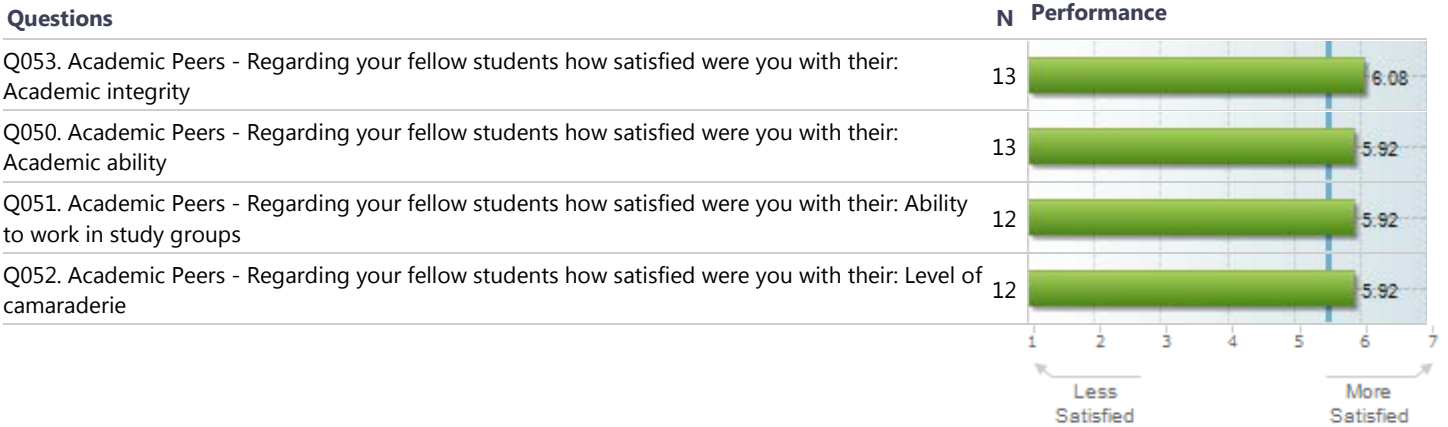 Questions N Performance
Q053. Academic Peers - Regarding your fellow students how satisfied were you with their:
Academic integrity
13
6.08
Q050. Academic Peers - Regarding your fellow students how satisfied were you with their:
Academic ability
13
5.92
Q051. Academic Peers - Regarding your fellow students how satisfied were you with their: Ability
to work in study groups
12
5.92
Q052. Academic Peers - Regarding your fellow students how satisfied were you with their: Level of
camaraderie
12
5.92
1 2 3 4 5 6 7
Less
Satisfied
More
Satisfied